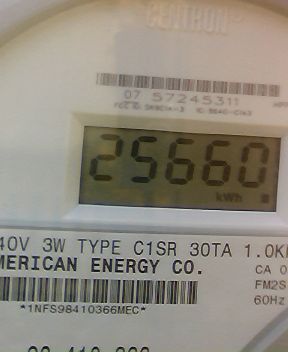 CENTRON
07 57245311
25660
kWh
40V 3W TYPE C1SR 30TA 1.0K
MERICAN ENERGY CO.
CA 0
FM2S
60Hz
*1NFS98410366MEC*